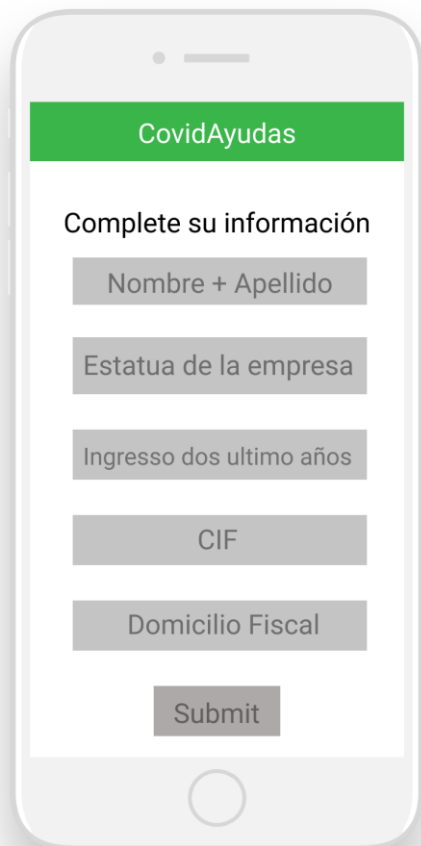 CovidAyudas
Complete su información
Nombre + Apellido
Estatua de la empresa
Ingresso dos ultimo años
CIF
Domicilio Fiscal
Submit